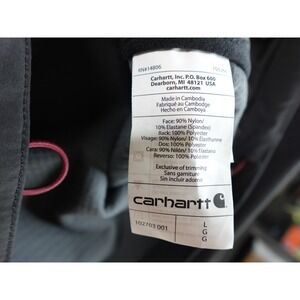 RN#14806
Carhartt, Inc. P.O. Box 600
Dearborn, MI 48121 USA
carhartt.com
Made in Cambodia
Fabriqué au Cambodge
Hecho en Camboya
Face: 90% Nylon/
10% Elastane (Spandex)
Back: 100% Polyester
Visage: 90% Nylon/ 10% Élasthanne
Dos: 100% Polyester
Cara: 90% Nylon/ 10% Elastano
Reverso: 100% Poliéster
Exclusive of trimming
Sans garniture
Sin incluir adorno
carhartt
102703 001
L
G
G